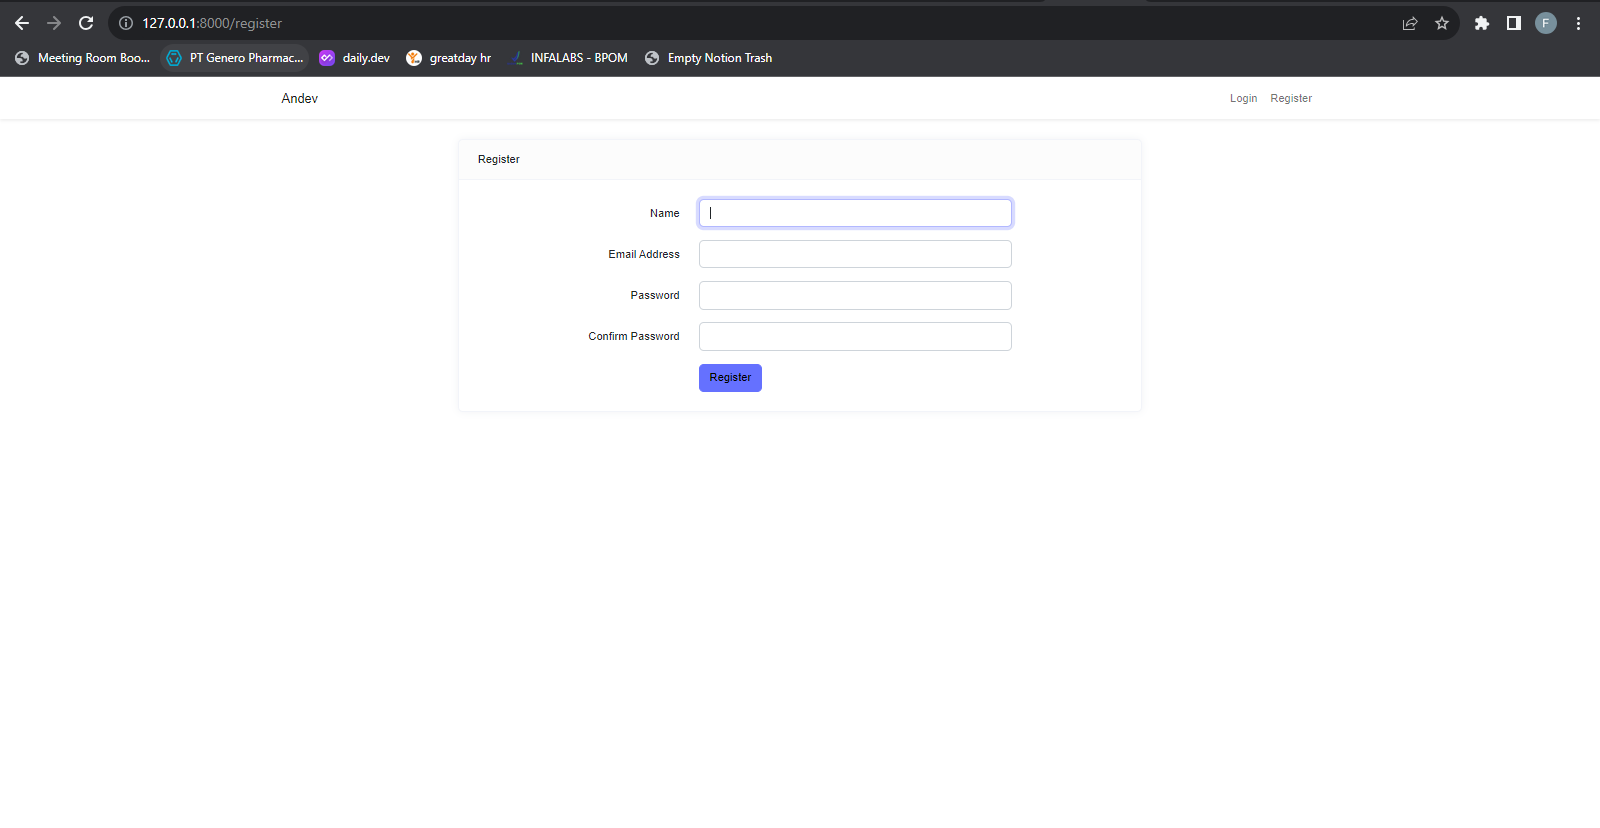 127.0.0.1:8000/register
F
Meeting Room Boo... PT Genero Pharmac... daily.dev greatday hr INFALABS - BPOM Empty Notion Trash
Andev Login Register
Register
Name
Email Address
Password
Confirm Password
Register